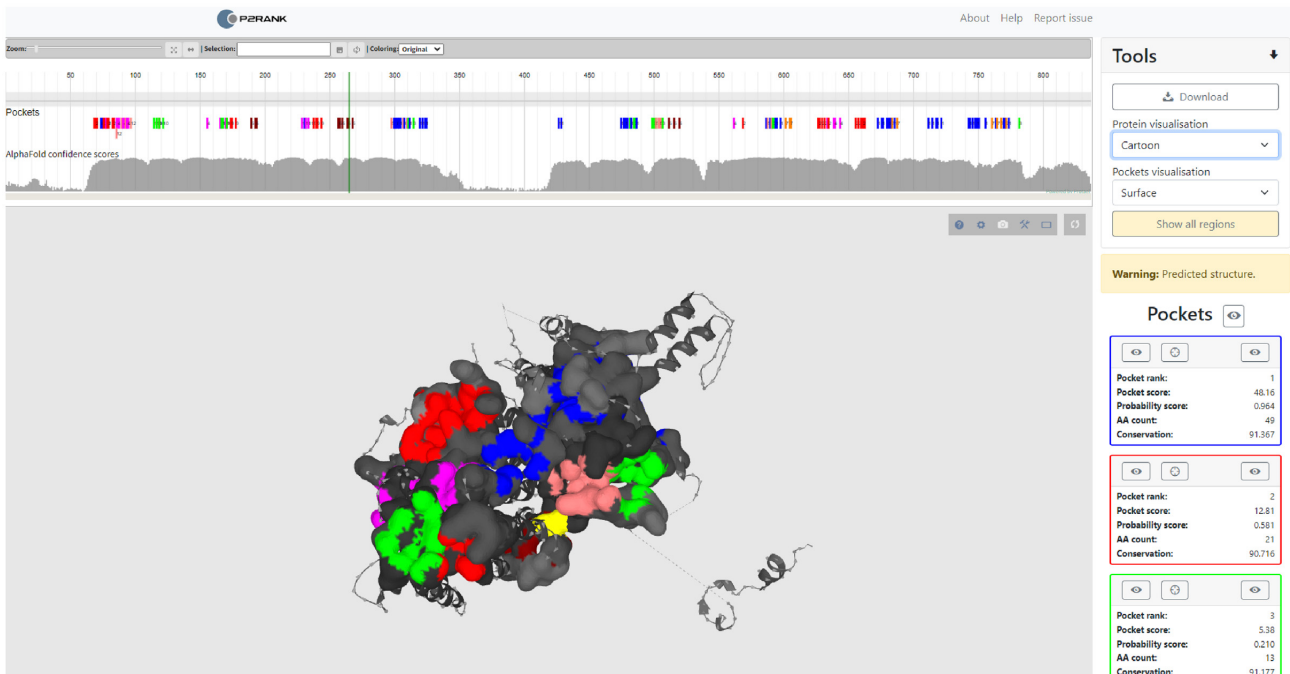 P2RANK
About Help Report issue
Zoom: | Selection: | Coloring: Original
50 100 150 200 250 300 350 400 450 500 550 600 650 700 750 800
Pockets
AlphaFold confidence scores
Tools
Download
Protein visualisation
Cartoon
Pockets visualisation
Surface
Show all regions
Warning: Predicted structure.
Pockets
Pocket rank: 1
Pocket score: 48.16
Probability score: 0.964
AA count: 49
Conservation: 91.367
Pocket rank: 2
Pocket score: 12.81
Probability score: 0.581
AA count: 21
Conservation: 90.716
Pocket rank: 3
Pocket score: 5.38
Probability score: 0.210
AA count: 13
Conservation: 91.177